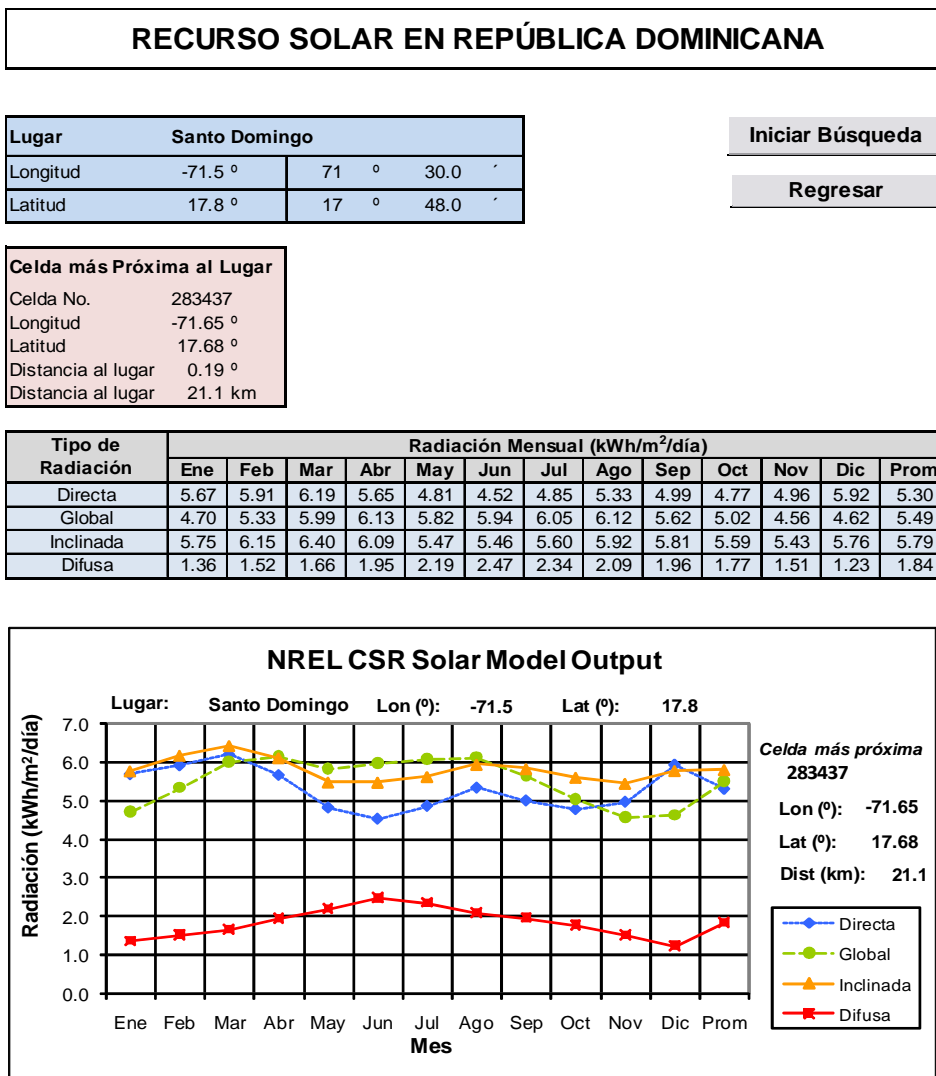 RECURSO SOLAR EN REPÚBLICA DOMINICANA
Lugar Santo Domingo
Longitud -71.5 º 71 º 30.0 ´
Latitud 17.8 º 17 º 48.0 ´
Iniciar Búsqueda
Regresar
Celda más Próxima al Lugar
Celda No. 283437
Longitud -71.65 º
Latitud 17.68 º
Distancia al lugar 0.19 º
Distancia al lugar 21.1 km
Tipo de Radiación Radiación Mensual (kWh/m²/día)
Ene Feb Mar Abr May Jun Jul Ago Sep Oct Nov Dic Prom
Directa 5.67 5.91 6.19 5.65 4.81 4.52 4.85 5.33 4.99 4.77 4.96 5.92 5.30
Global 4.70 5.33 5.99 6.13 5.82 5.94 6.05 6.12 5.62 5.02 4.56 4.62 5.49
Inclinada 5.75 6.15 6.40 6.09 5.47 5.46 5.60 5.92 5.81 5.59 5.43 5.76 5.79
Difusa 1.36 1.52 1.66 1.95 2.19 2.47 2.34 2.09 1.96 1.77 1.51 1.23 1.84
NREL CSR Solar Model Output
Lugar: Santo Domingo Lon (º): -71.5 Lat (º): 17.8
Radiación (kWh/m²/día)
7.0
6.0
5.0
4.0
3.0
2.0
1.0
0.0
Ene Feb Mar Abr May Jun Jul Ago Sep Oct Nov Dic Prom
Mes
Celda más próxima
283437
Lon (º): -71.65
Lat (º): 17.68
Dist (km): 21.1
Directa
Global
Inclinada
Difusa